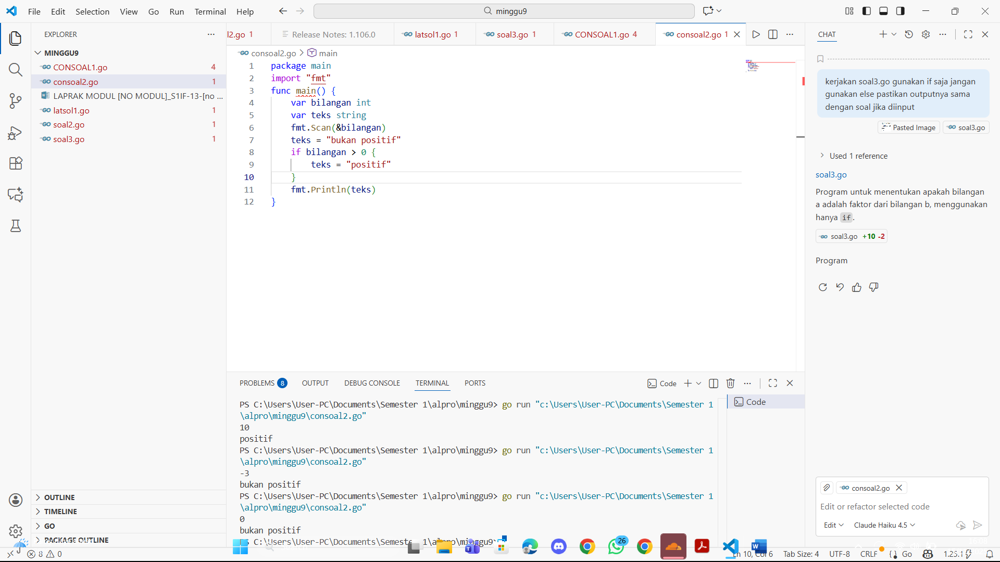 File Edit Selection View Go Run Terminal Help
minggu9
EXPLORER
MINGGU9
CONSOAL1.go 4
consoal2.go 1
LAPRAK MODUL [NO MODUL]_S1IF-13-[no ...
latsol1.go 1
soal2.go 1
soal3.go 1
OUTLINE
TIMELINE
GO
PACKAGE OUTLINE
l2.go 1
Release Notes: 1.106.0
latsol1.go 1
soal3.go 1
CONSOAL1.go 4
consoal2.go 1
consoal2.go > main
1 package main
2 import "fmt"
3 func main() {
4 var bilangan int
5 var teks string
6 fmt.Scan(&bilangan)
7 teks = "bukan positif"
8 if bilangan > 0 {
9 teks = "positif"
10 }
11 fmt.Println(teks)
12 }
PROBLEMS 8 OUTPUT DEBUG CONSOLE TERMINAL PORTS
Code
Code
PS C:\Users\User-PC\Documents\Semester 1\alpro\minggu9> go run "c:\Users\User-PC\Documents\Semester 1
\alpro\minggu9\consoal2.go"
10
positif
PS C:\Users\User-PC\Documents\Semester 1\alpro\minggu9> go run "c:\Users\User-PC\Documents\Semester 1
\alpro\minggu9\consoal2.go"
-3
bukan positif
PS C:\Users\User-PC\Documents\Semester 1\alpro\minggu9> go run "c:\Users\User-PC\Documents\Semester 1
\alpro\minggu9\consoal2.go"
0
bukan positif
PS C:\Users\User-PC\Documents\Semester 1\alpro\minggu9>
CHAT
kerjakan soal3.go gunakan if saja jangan
gunakan else pastikan outputnya sama
dengan soal jika diinput
Pasted Image
soal3.go
Used 1 reference
soal3.go
Program untuk menentukan apakah bilangan
a adalah faktor dari bilangan b, menggunakan
hanya if.
soal3.go +10 -2
Program
consoal2.go
Edit or refactor selected code
Edit Claude Haiku 4.5
26
8 0
Ln 10, Col 6 Tab Size: 4 UTF-8 CRLF Go 1.25.1